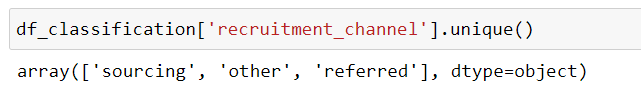 df_classification['recruitment_channel'].unique()
array(['sourcing', 'other', 'referred'], dtype=object)